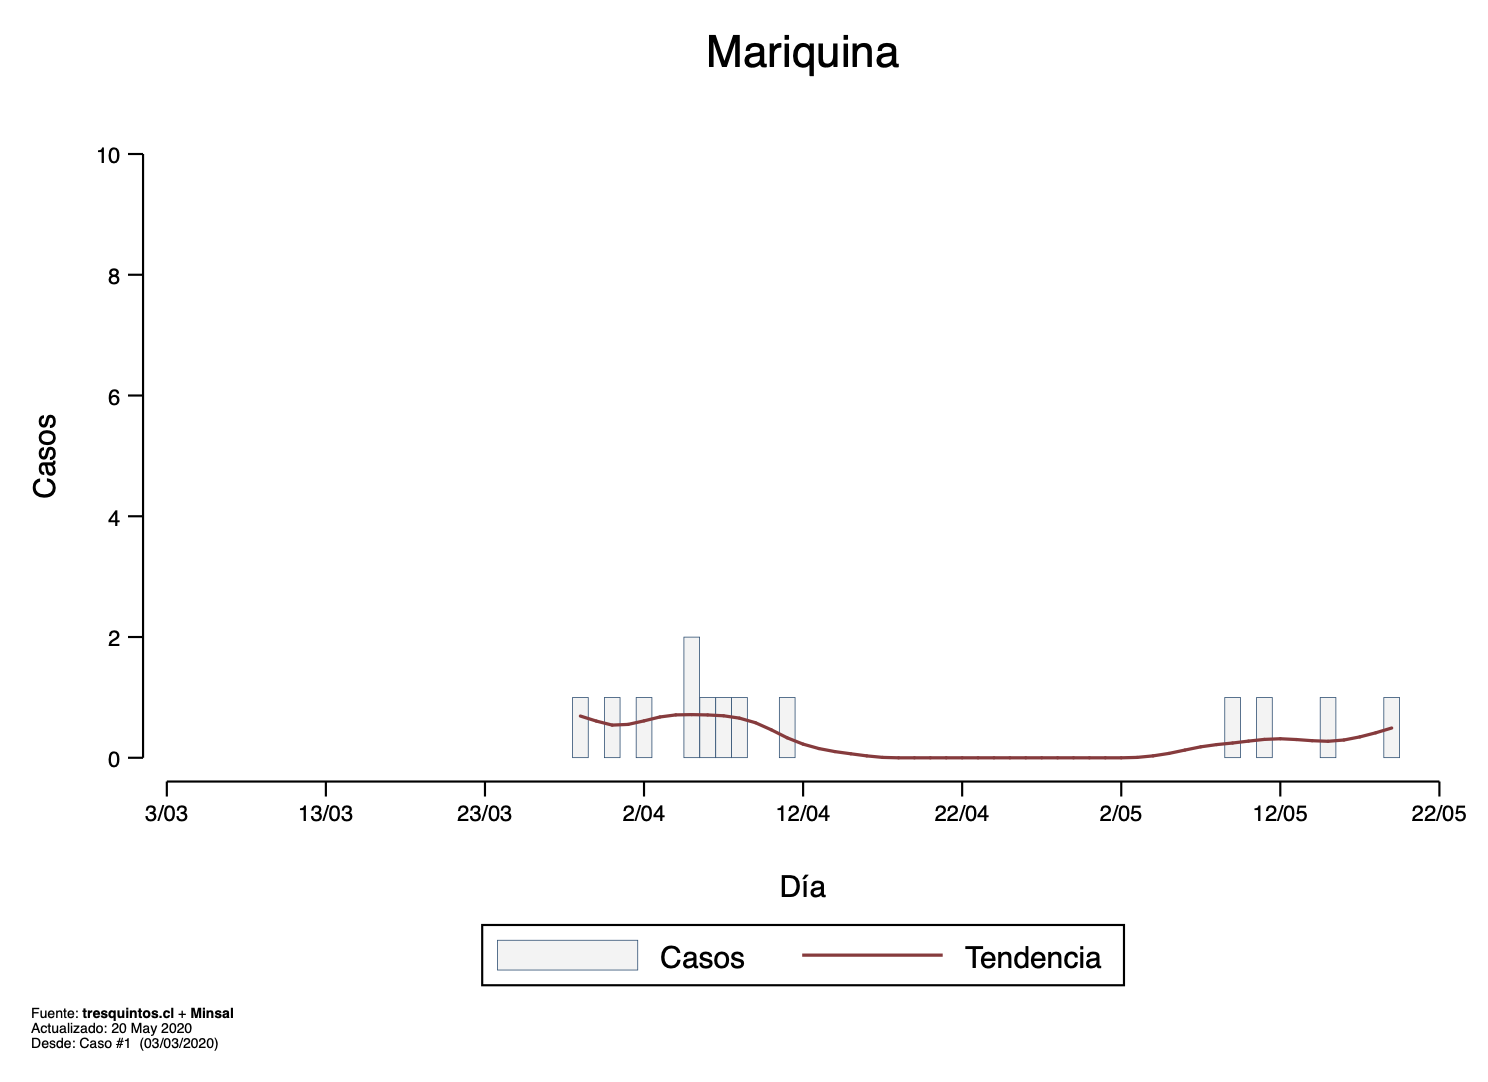 Mariquina
10
8
6
4
2
0
Casos
3/03 13/03 23/03 2/04 12/04 22/04 2/05 12/05 22/05
Día
Casos Tendencia
Fuente: tresquintos.cl + Minsal
Actualizado: 20 May 2020
Desde: Caso #1 (03/03/2020)